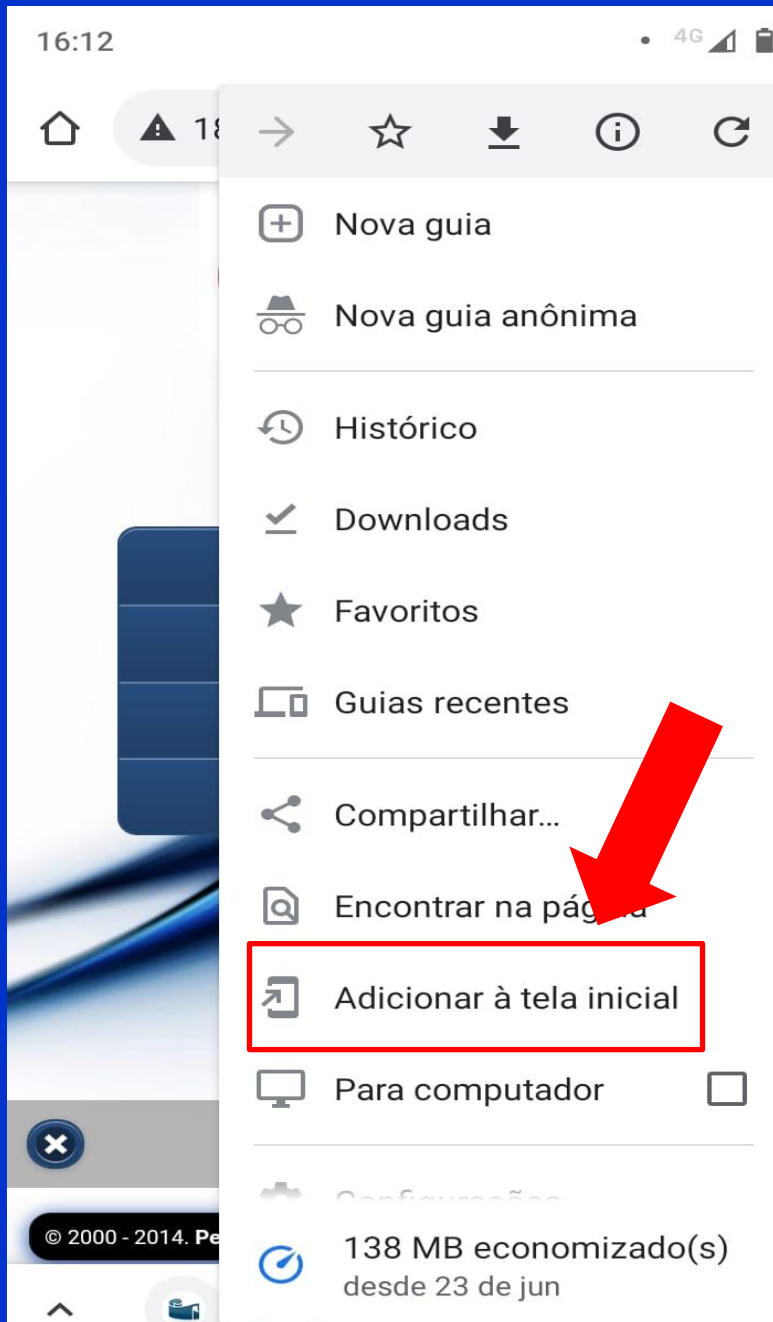 16:12
4G
18
Nova guia
Nova guia anônima
Histórico
Downloads
Favoritos
Guias recentes
Compartilhar...
Encontrar na página
Adicionar à tela inicial
Para computador
Configurações
© 2000 - 2014. Pe
138 MB economizado(s)
desde 23 de jun